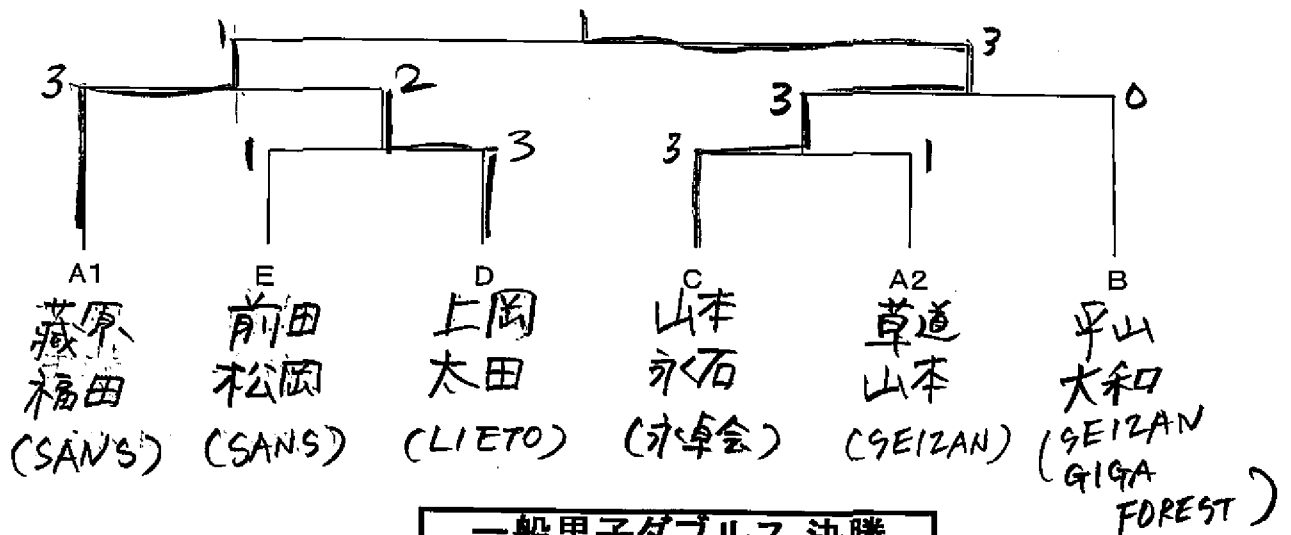 1 3
3 2 3 0
1 3 3 1
A1 E D C A2 B
藏原 前田 上岡 山本 草道 平山
福田 松岡 太田 永石 山本 大和
(SANS) (SANS) (LIETO) (永卓会) (SEIZAN) (SEIZAN
GIGA
FOREST)
一般男子ダブルス 決勝